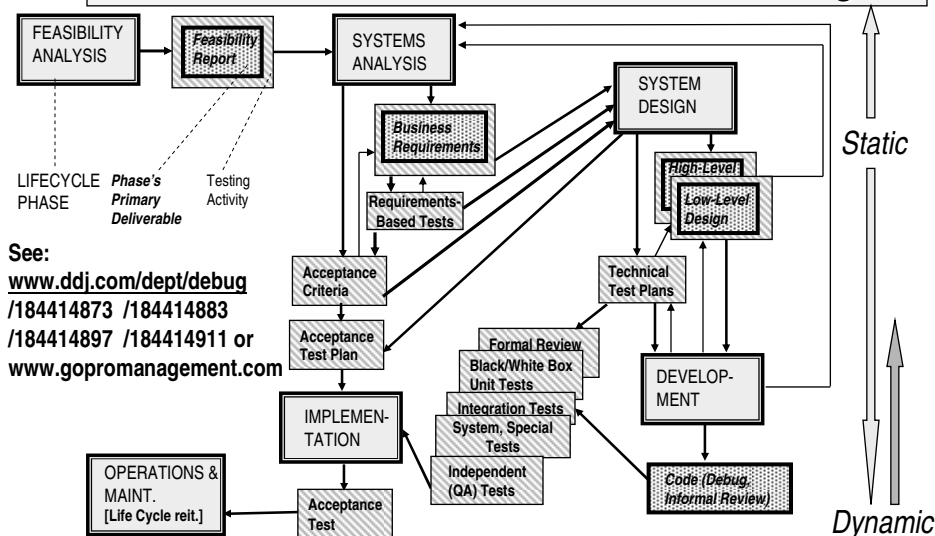 FEASIBILITY
ANALYSIS
Feasibility
Report
SYSTEMS
ANALYSIS
SYSTEM
DESIGN
Static
Business
Requirements
High-Level
Low-Level
Design
LIFECYCLE
PHASE
Phase's
Primary
Deliverable
Testing
Activity
Requirements-
Based Tests
See:
www.ddj.com/dept/debug
/184414873 /184414883
/184414897 /184414911 or
www.gopromanagement.com
Acceptance
Criteria
Technical
Test Plans
Acceptance
Test Plan
Formal Review
Black/White Box
Unit Tests
Integration Tests
System, Special
Tests
Independent
(QA) Tests
DEVELOP-
MENT
IMPLEMEN-
TATION
OPERATIONS &
MAINT.
[Life Cycle reit.]
Acceptance
Test
Code (Debug,
Informal Review)
Dynamic